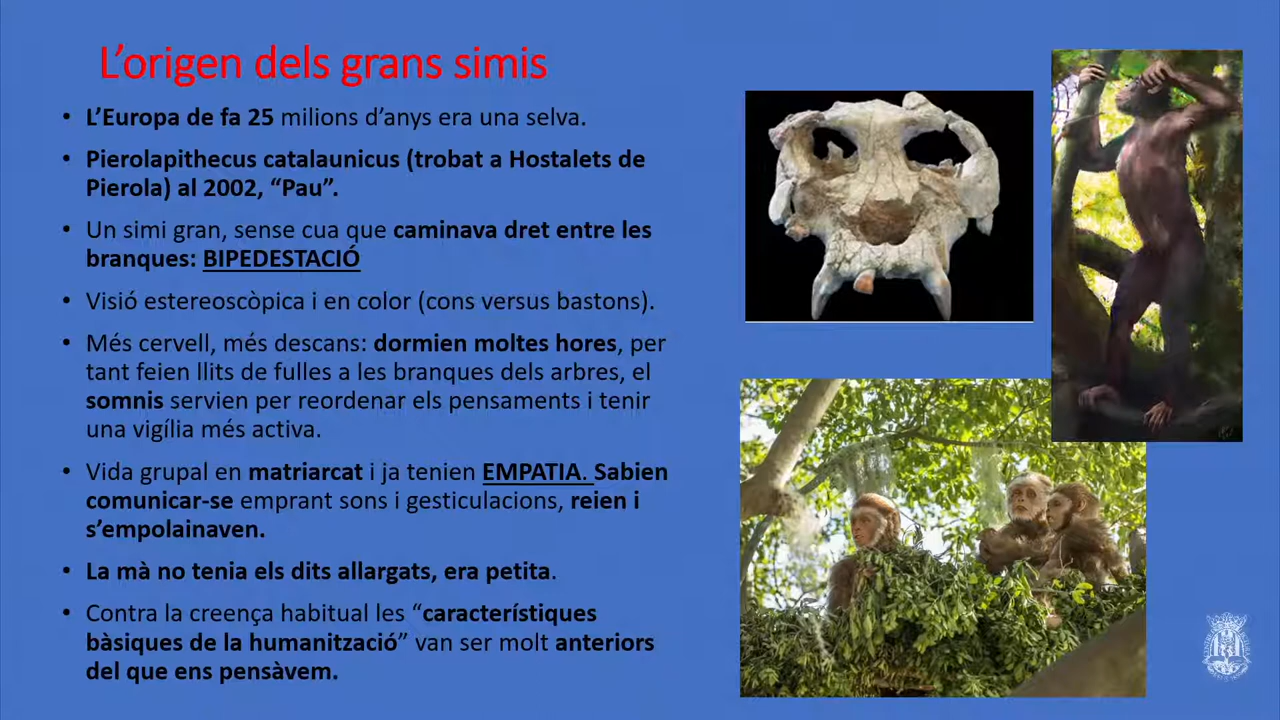 L’origen dels grans simis
• L’Europa de fa 25 milions d’anys era una selva.
• Pierolapithecus catalaunicus (trobat a Hostalets de
Pierola) al 2002, “Pau”.
• Un simi gran, sense cua que caminava dret entre les
branques: BIPEDESTACIÓ
• Visió estereoscòpica i en color (cons versus bastons).
• Més cervell, més descans: dormien moltes hores, per
tant feien llits de fulles a les branques dels arbres, el
somnis servien per reordenar els pensaments i tenir
una vigília més activa.
• Vida grupal en matriarcat i ja tenien EMPATIA. Sabien
comunicar-se emprant sons i gesticulacions, reien i
s’empolainaven.
• La mà no tenia els dits allargats, era petita.
• Contra la creença habitual les “característiques
bàsiques de la humanització” van ser molt anteriors
del que ens pensàvem.